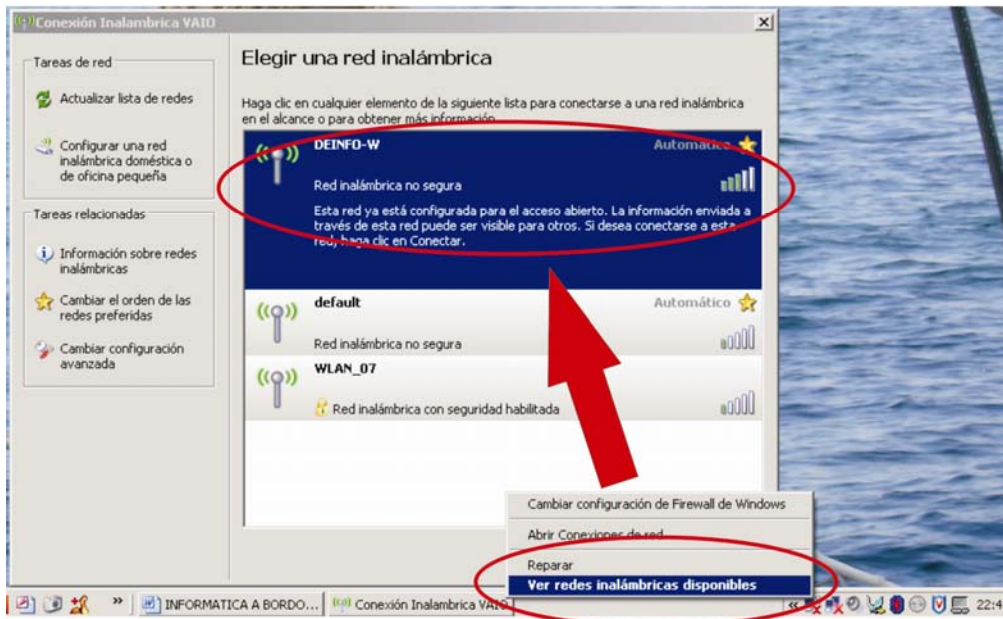 Conexión Inalambrica VAIO
Tareas de red
Actualizar lista de redes
Configurar una red
inalámbrica doméstica o
de oficina pequeña
Tareas relacionadas
Información sobre redes
inalámbricas
Cambiar el orden de las
redes preferidas
Cambiar configuración
avanzada
Elegir una red inalámbrica
Haga clic en cualquier elemento de la siguiente lista para conectarse a una red inalámbrica
en el alcance o para obtener más información.
DEINFO-W
Automático
Red inalámbrica no segura
Esta red ya está configurada para el acceso abierto. La información enviada a
través de esta red puede ser visible para otros. Si desea conectarse a esta
red, haga clic en Conectar.
default
Automático
Red inalámbrica no segura
WLAN_07
Red inalámbrica con seguridad habilitada
Cambiar configuración de Firewall de Windows
Abrir Conexiones de red
Reparar
Ver redes inalámbricas disponibles
INFORMATICA A BORDO...
Conexión Inalambrica VAIO
22:4